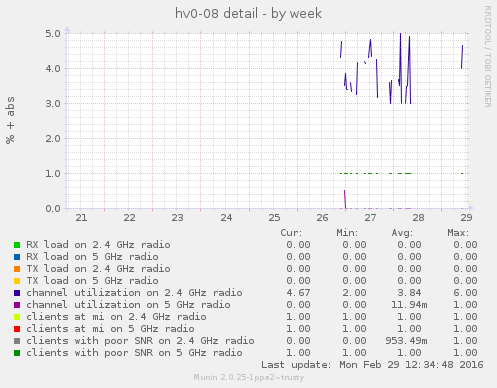 hv0-08 detail - by week
RRDTOOL / TOBI OETIKER
% + abs
5.0
4.0
3.0
2.0
1.0
0.0
21 22 23 24 25 26 27 28 29
Cur: Min: Avg: Max:
RX load on 2.4 GHz radio 0.00 0.00 0.00 0.00
RX load on 5 GHz radio 0.00 0.00 0.00 0.00
TX load on 2.4 GHz radio 0.00 0.00 0.00 0.00
TX load on 5 GHz radio 0.00 0.00 0.00 0.00
channel utilization on 2.4 GHz radio 4.67 2.00 3.84 6.00
channel utilization on 5 GHz radio 0.00 0.00 11.94m 1.00
clients at mi on 2.4 GHz radio 1.00 1.00 1.00 1.00
clients at mi on 5 GHz radio 1.00 1.00 1.00 1.00
clients with poor SNR on 2.4 GHz radio 0.00 0.00 953.49m 1.00
clients with poor SNR on 5 GHz radio 1.00 1.00 1.00 1.00
Last update: Mon Feb 29 12:34:48 2016
Munin 2.0.25-1ppa2~trusty